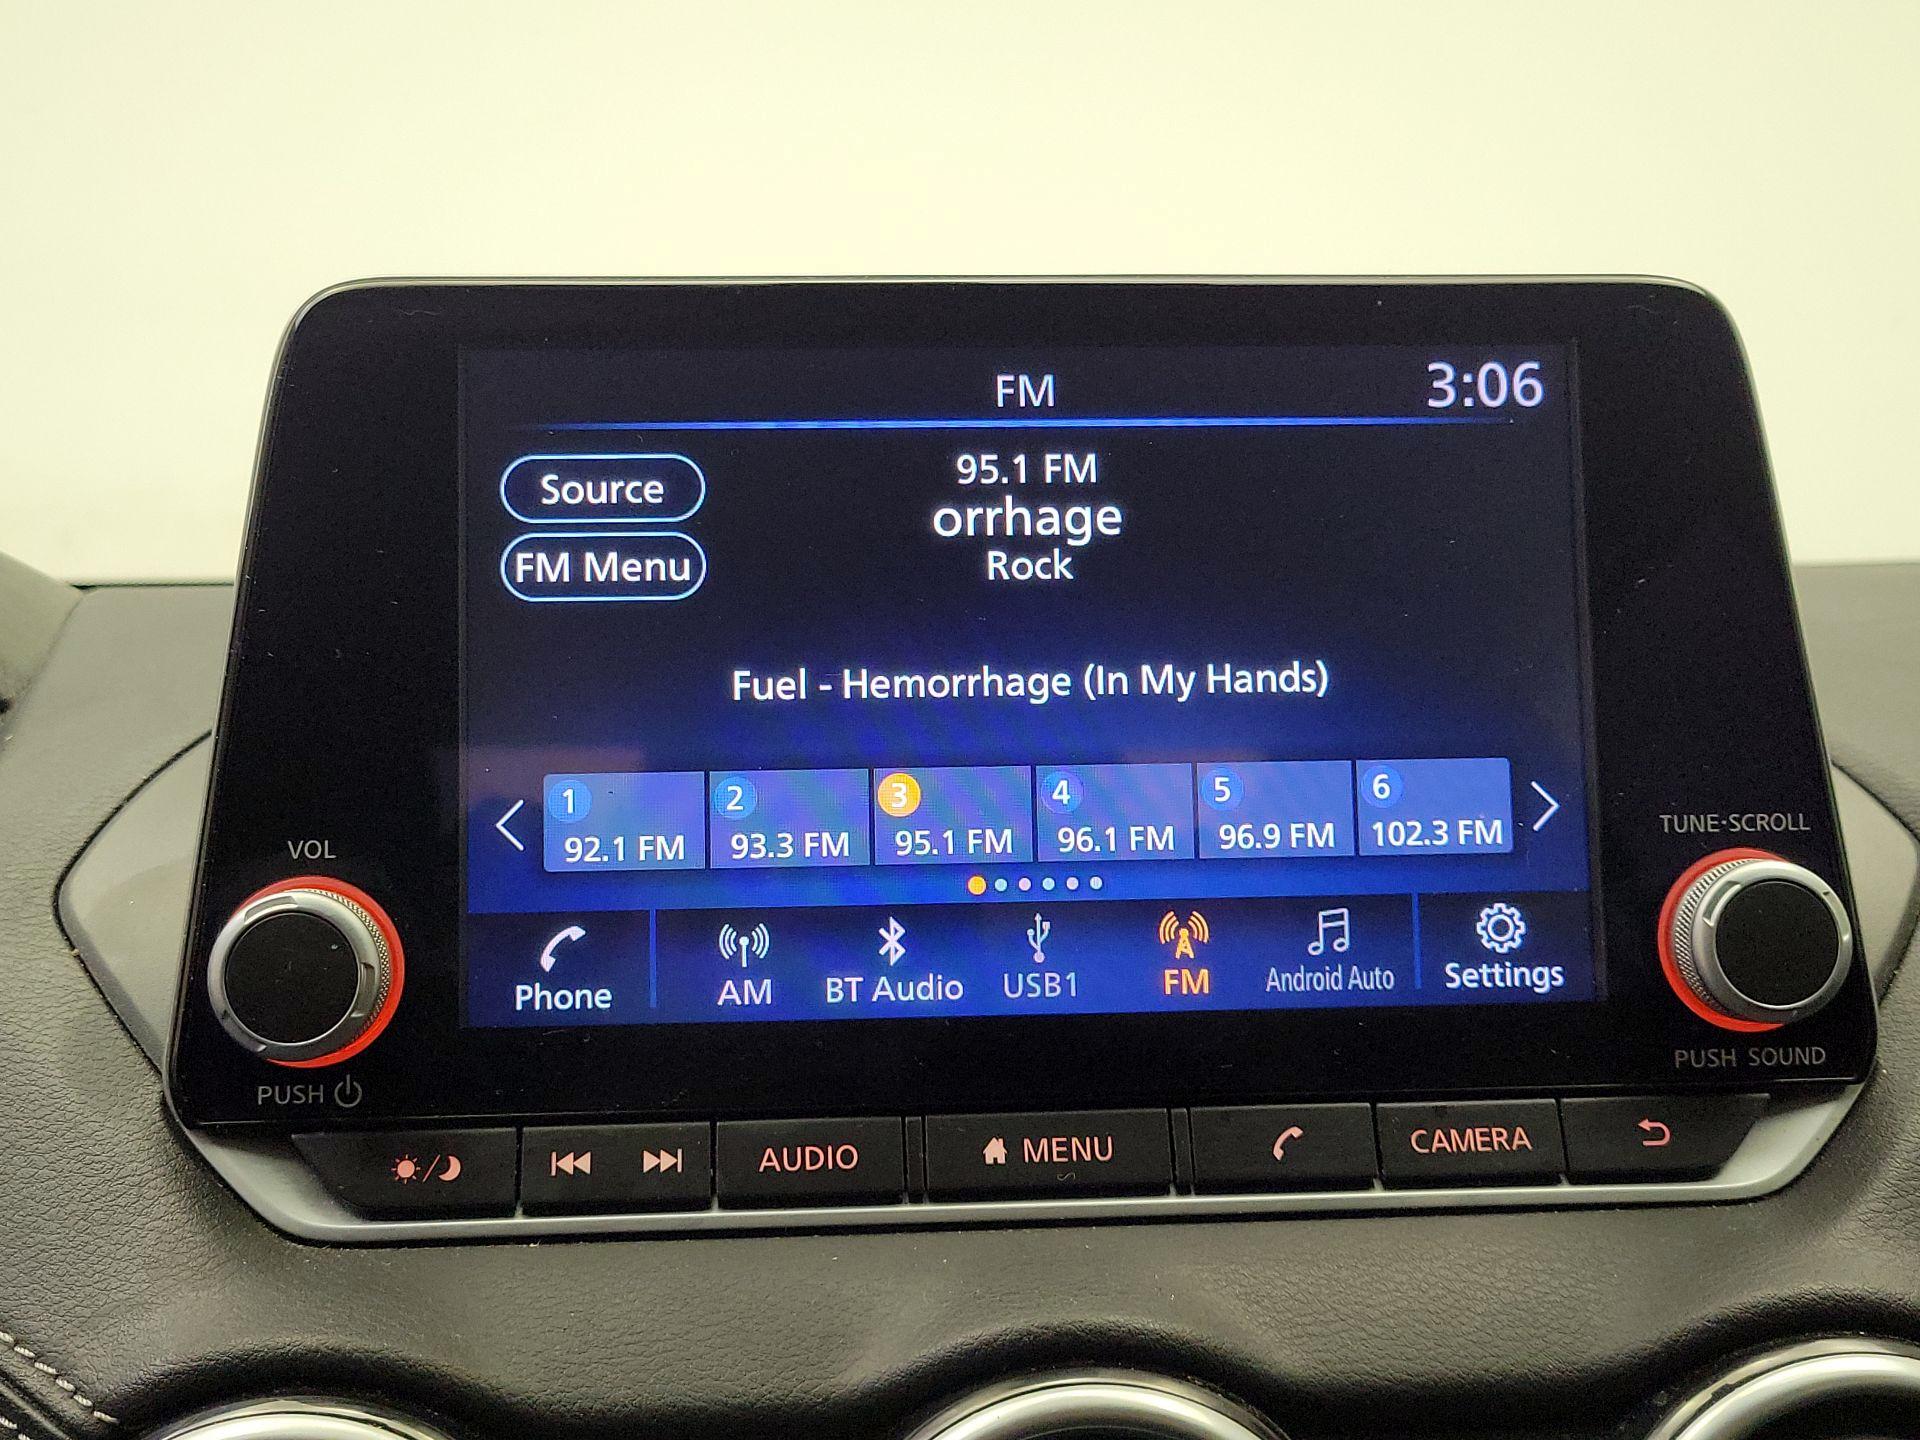 FM
3:06
Source
95.1 FM
orrhage
FM Menu
Rock
Fuel - Hemorrhage (In My Hands)
1 2 3 4 5 6
92.1 FM 93.3 FM 95.1 FM 96.1 FM 96.9 FM 102.3 FM
VOL
TUNE·SCROLL
Phone AM BT Audio USB1 FM Android Auto Settings
PUSH
PUSH SOUND
AUDIO MENU CAMERA